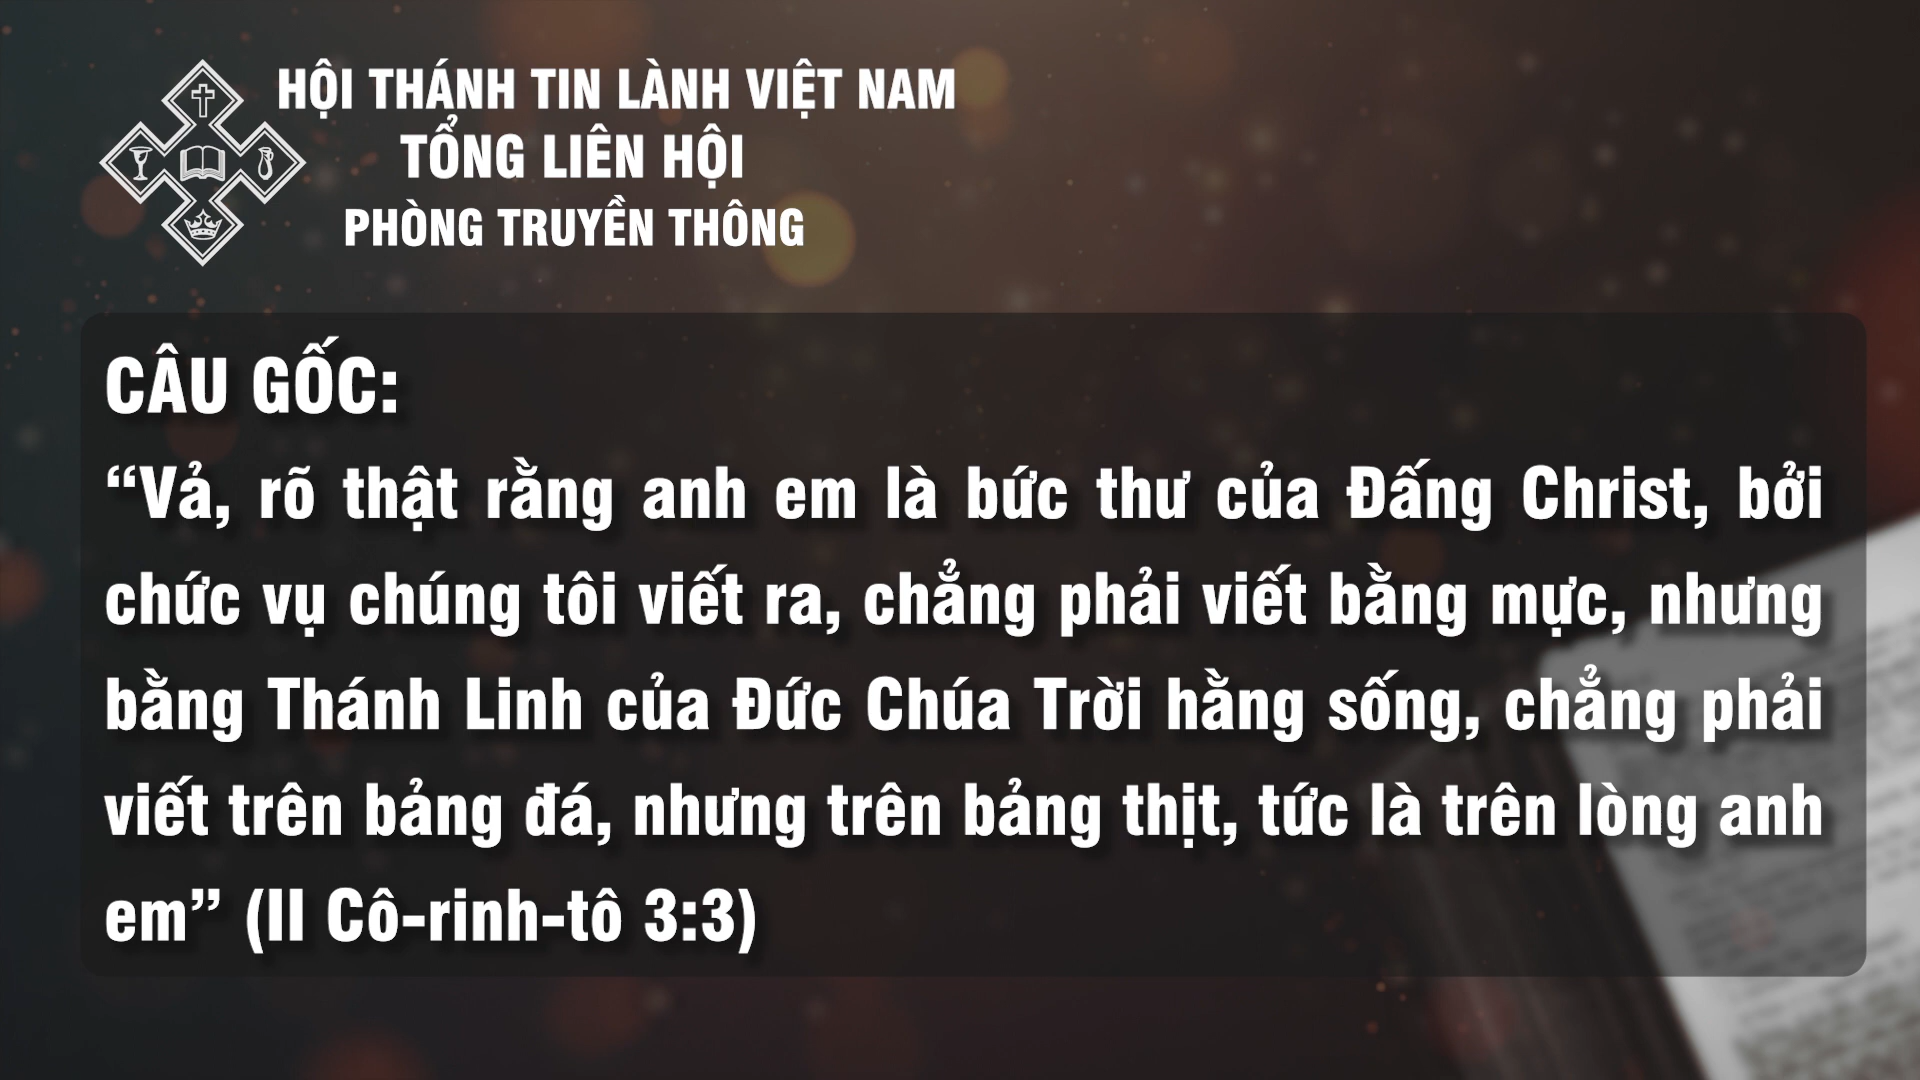 HỘI THÁNH TIN LÀNH VIỆT NAM
TỔNG LIÊN HỘI
PHÒNG TRUYỀN THÔNG
CÂU GỐC:
“Vả, rõ thật rằng anh em là bức thư của Đấng Christ, bởi
chức vụ chúng tôi viết ra, chẳng phải viết bằng mực, nhưng
bằng Thánh Linh của Đức Chúa Trời hằng sống, chẳng phải
viết trên bảng đá, nhưng trên bảng thịt, tức là trên lòng anh
em” (II Cô-rinh-tô 3:3)